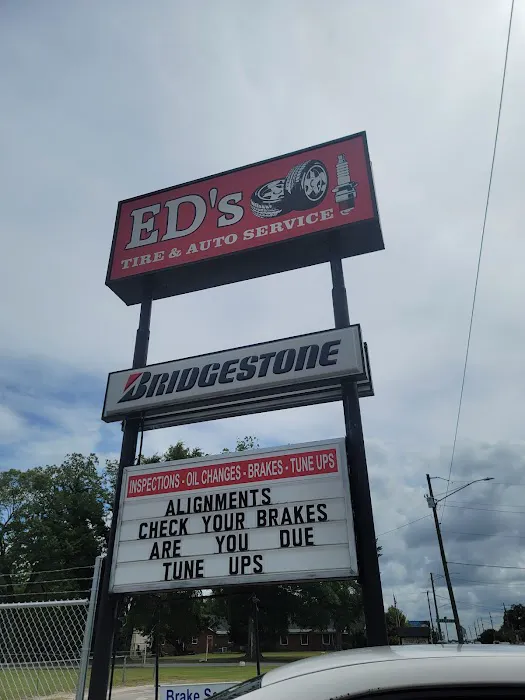 ED's
TIRE & AUTO SERVICE
BRIDGESTONE
INSPECTIONS - OIL CHANGES - BRAKES - TUNE UPS
ALIGNMENTS
CHECK YOUR BRAKES
ARE YOU DUE
TUNE UPS
Brake